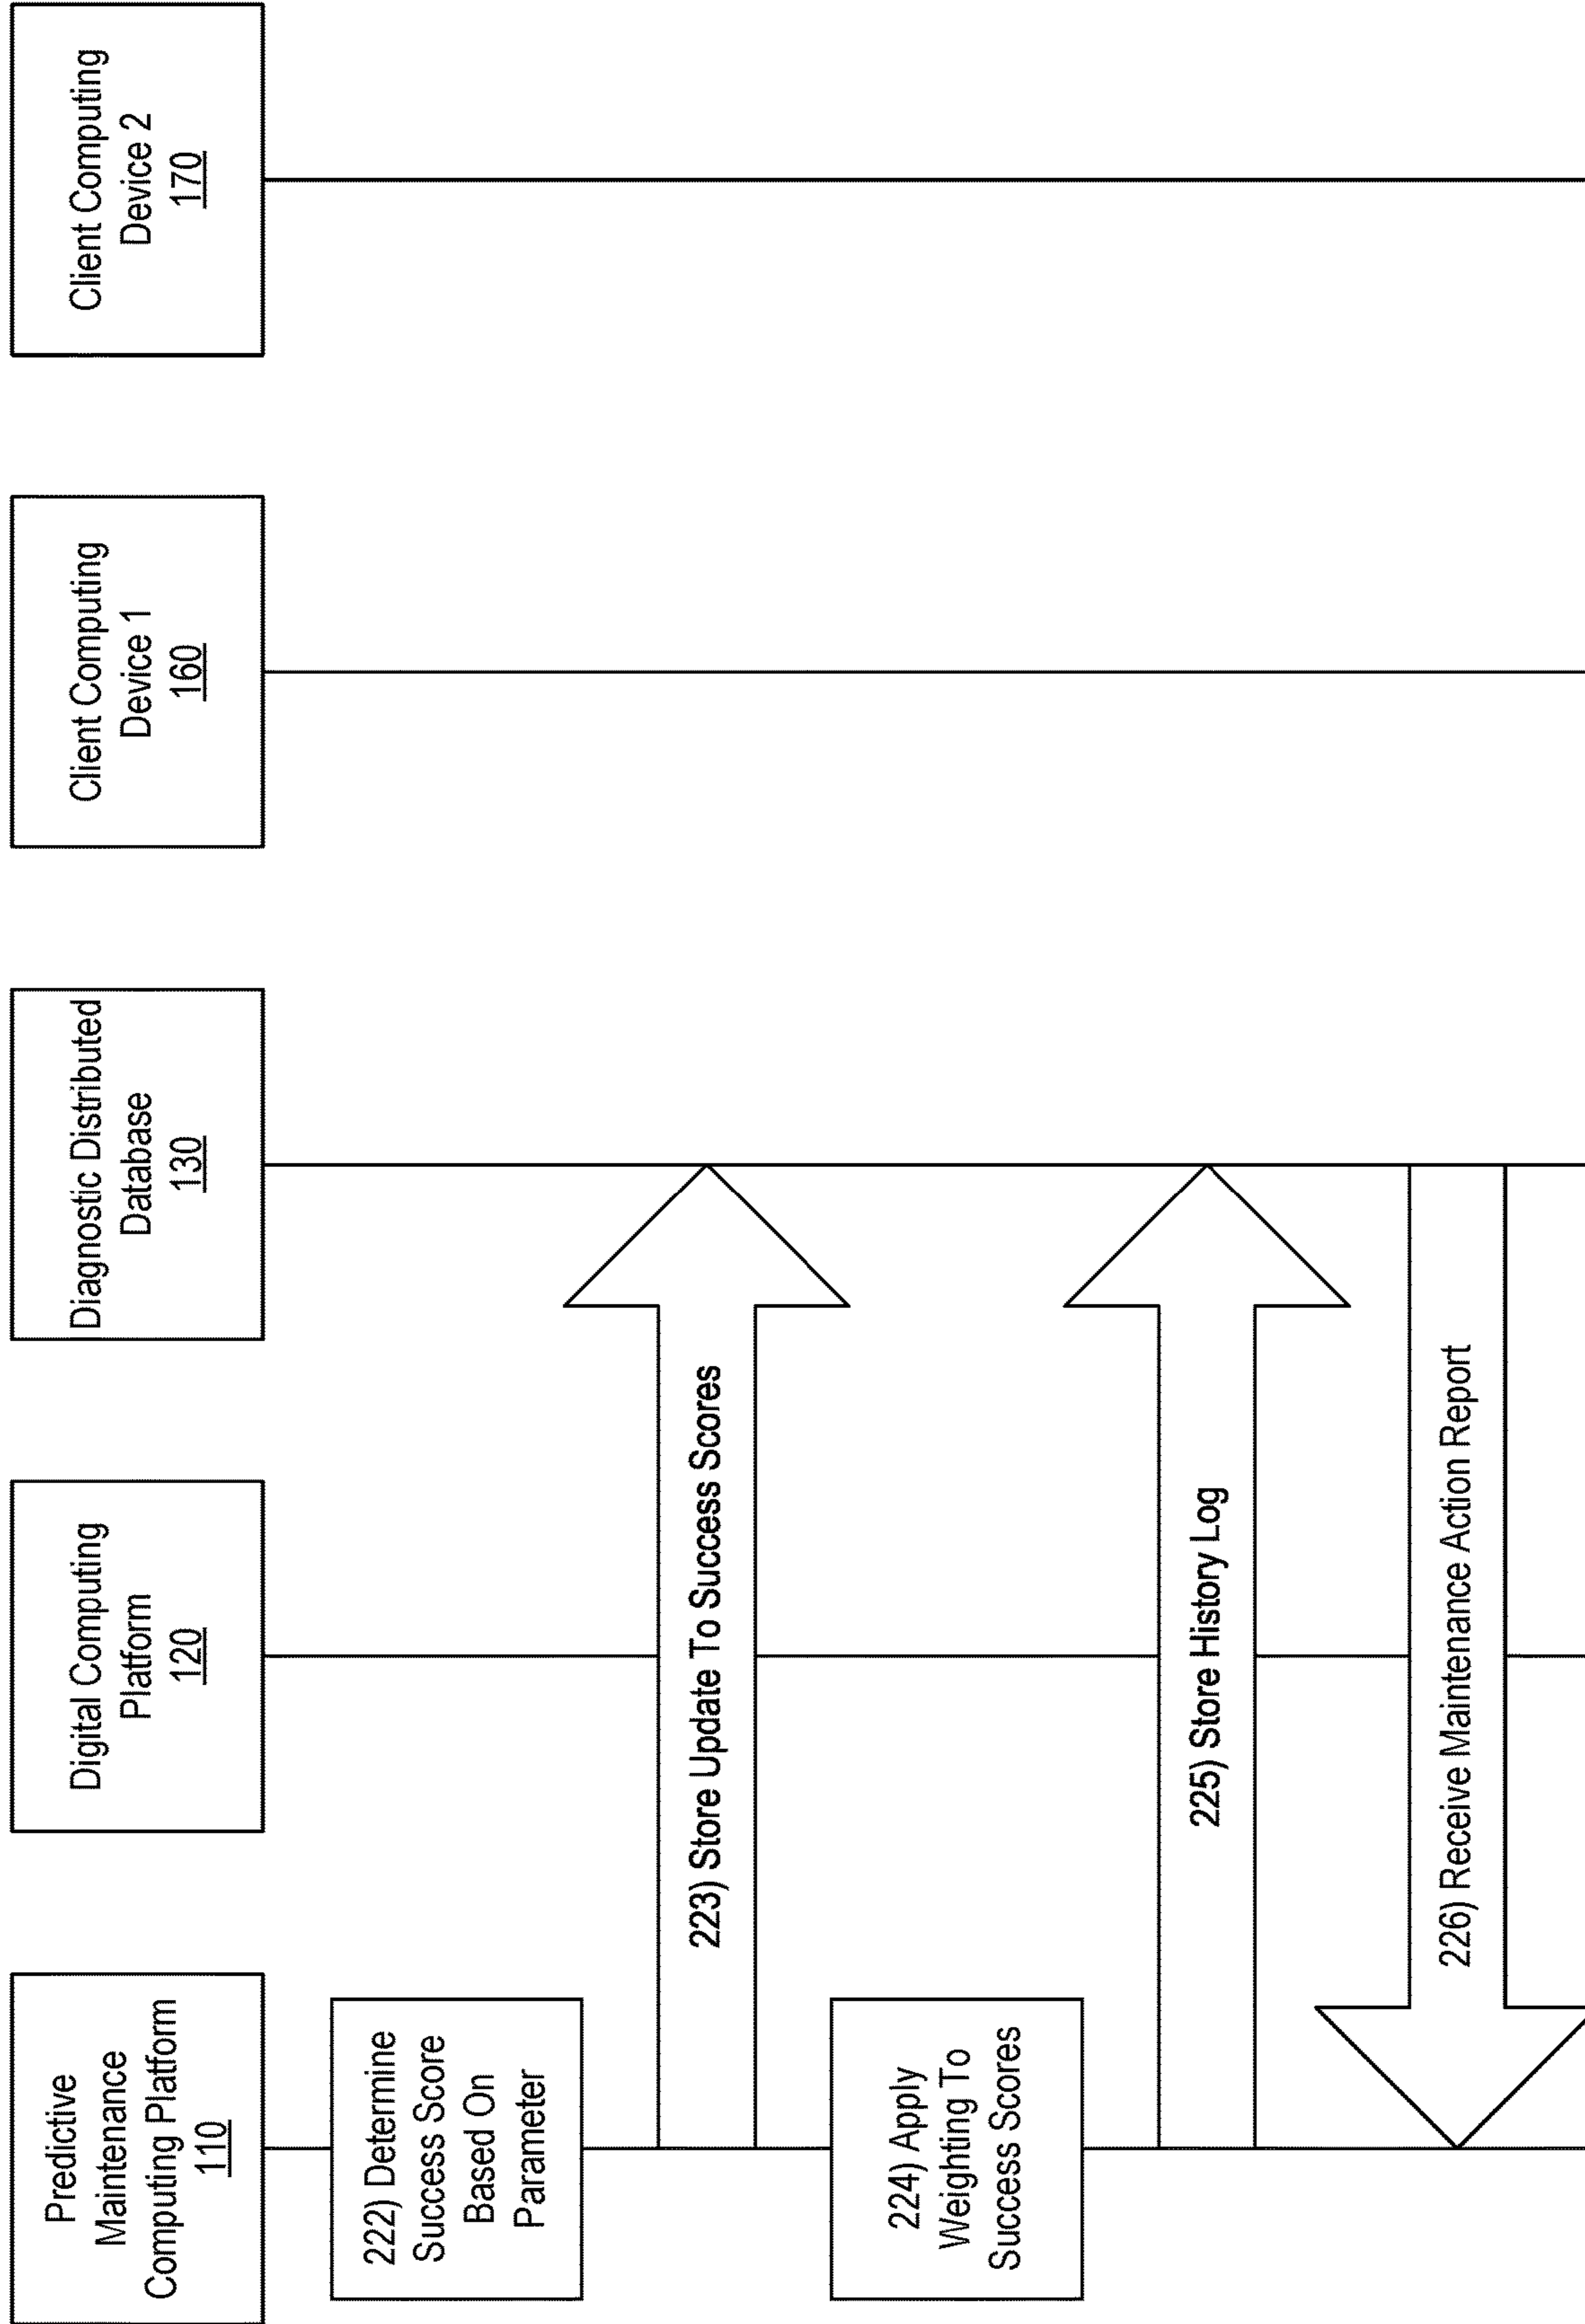 Predictive
Maintenance
Computing Platform
110
Digital Computing
Platform
120
Diagnostic Distributed
Database
130
Client Computing
Device 1
160
Client Computing
Device 2
170
222) Determine
Success Score
Based On
Parameter
223) Store Update To Success Scores
224) Apply
Weighting To
Success Scores
225) Store History Log
226) Receive Maintenance Action Report